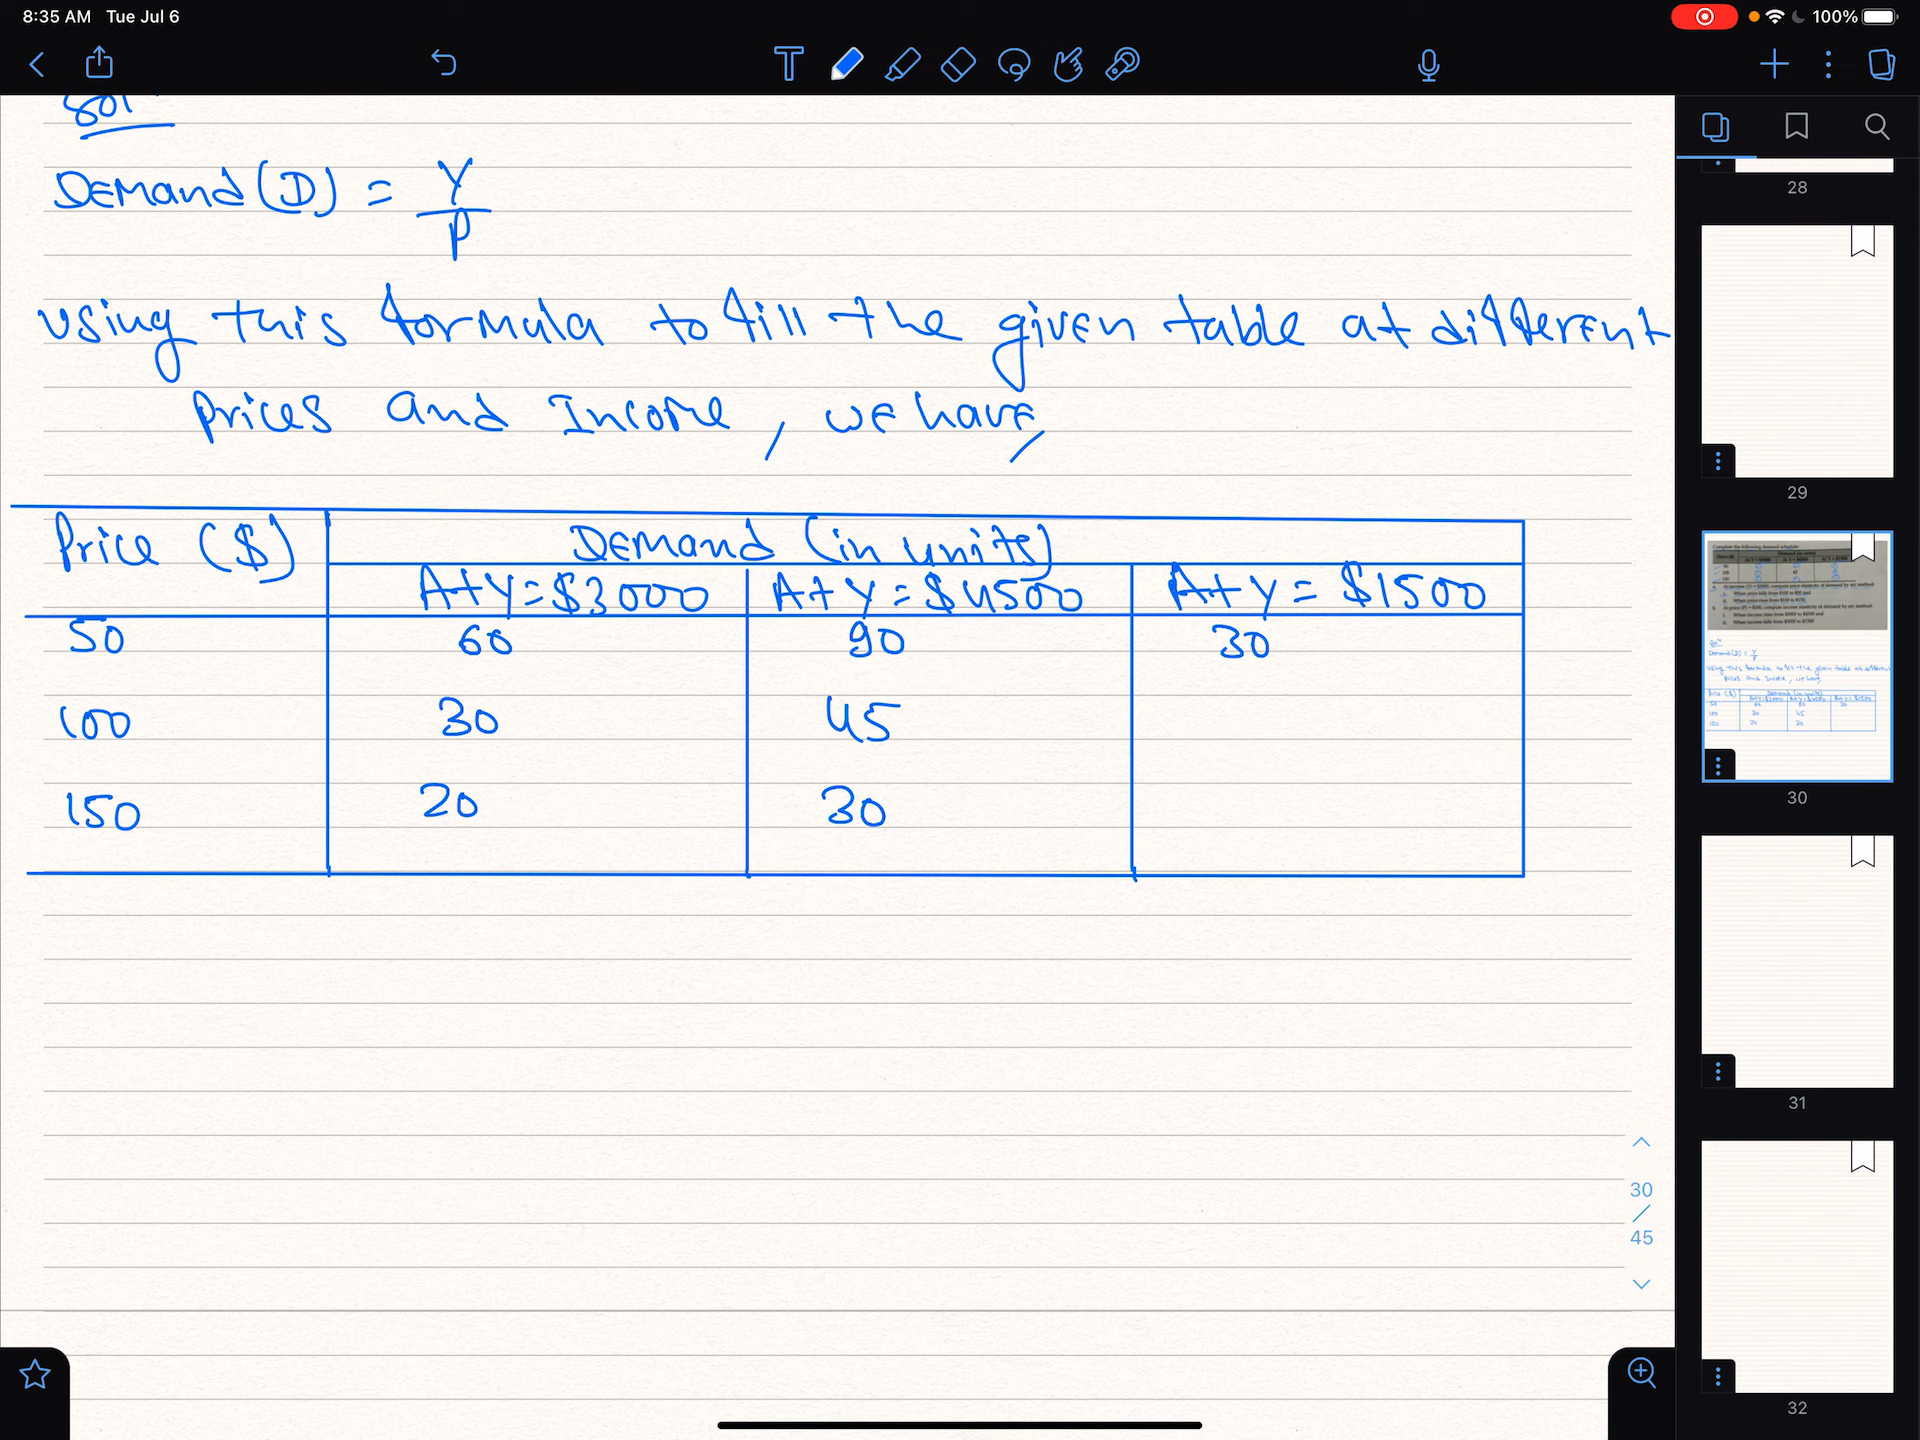 8:35 AM Tue Jul 6
100%
Soln
Demand (D) = Y
P
using this formula to fill the given table at different
prices and Income, we have,
Price ($) Demand (in units)
At Y = $3000 At Y = $4500 At Y = $1500
50 60 90 30
100 30 45
150 20 30
28
29
30
31
32
30
/
45